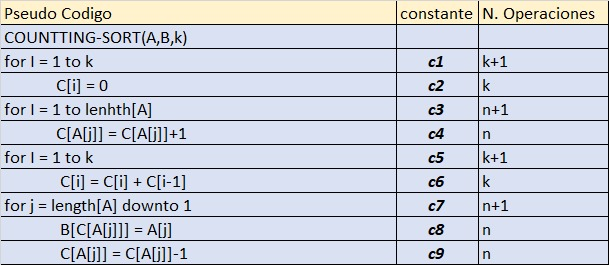 Pseudo Codigo constante N. Operaciones
COUNTTING-SORT(A,B,k)
for I = 1 to k c1 k+1
C[i] = 0 c2 k
for I = 1 to lenhth[A] c3 n+1
C[A[j]] = C[A[j]]+1 c4 n
for I = 1 to k c5 k+1
C[i] = C[i] + C[i-1] c6 k
for j = length[A] downto 1 c7 n+1
B[C[A[j]]] = A[j] c8 n
C[A[j]] = C[A[j]]-1 c9 n